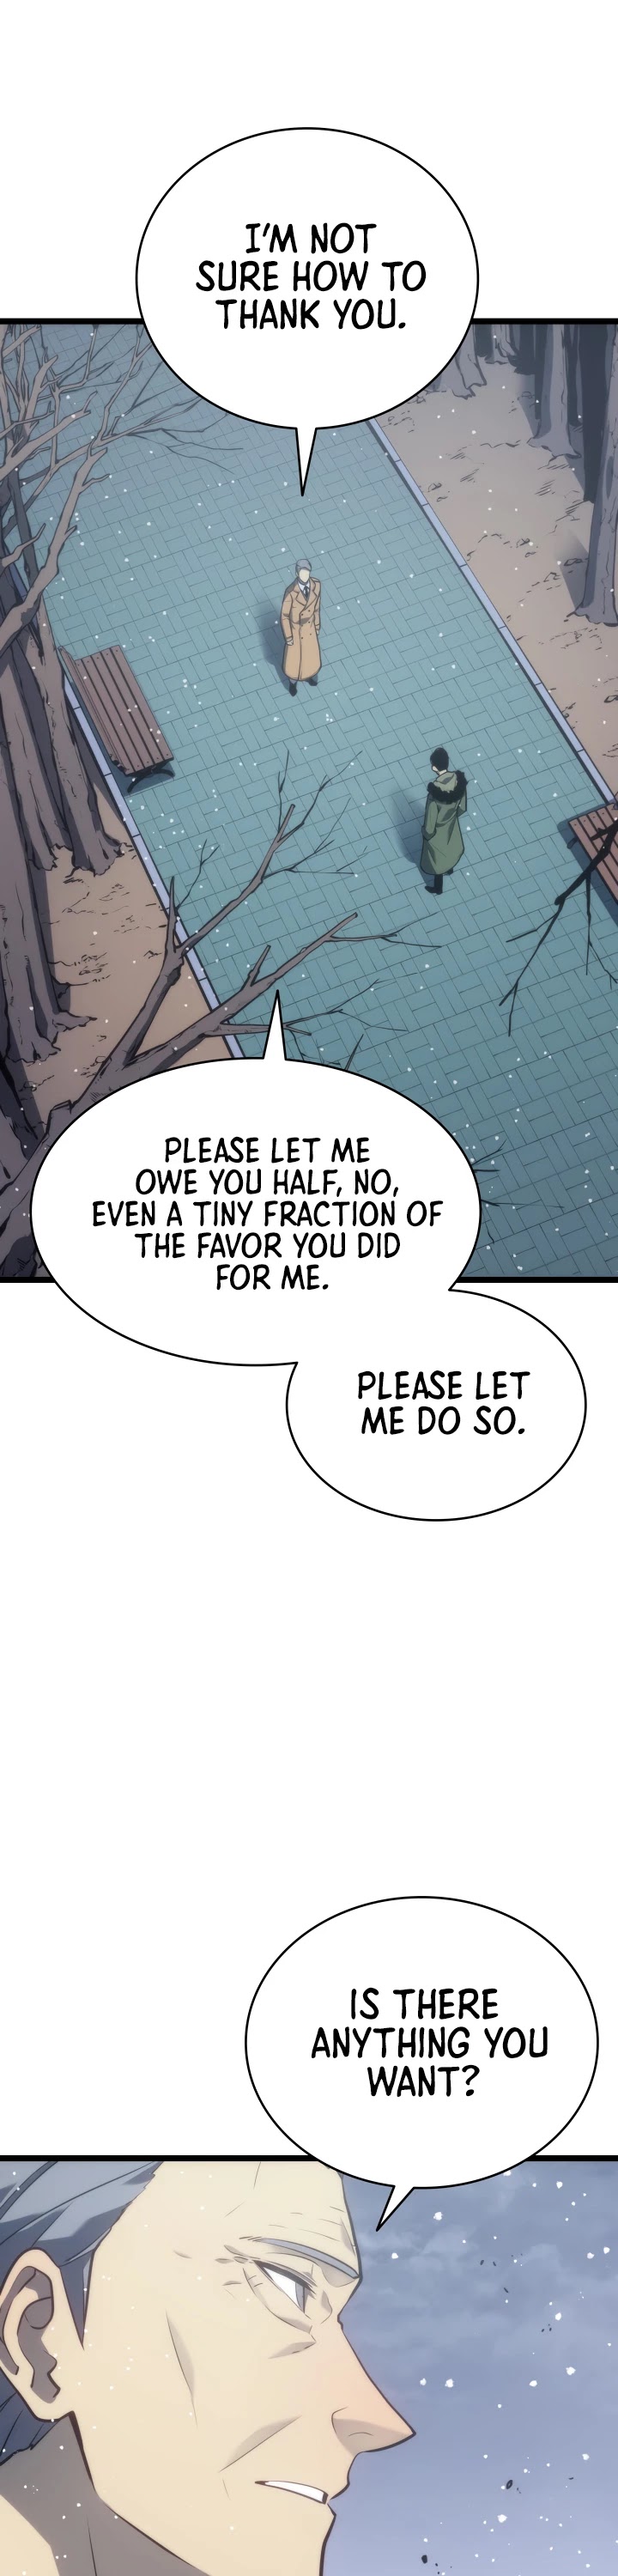 I'M NOT
SURE HOW TO
THANK YOU.
PLEASE LET ME
OWE YOU HALF, NO,
EVEN A TINY FRACTION OF
THE FAVOR YOU DID
FOR ME.
PLEASE LET
ME DO SO.
IS THERE
ANYTHING YOU
WANT?